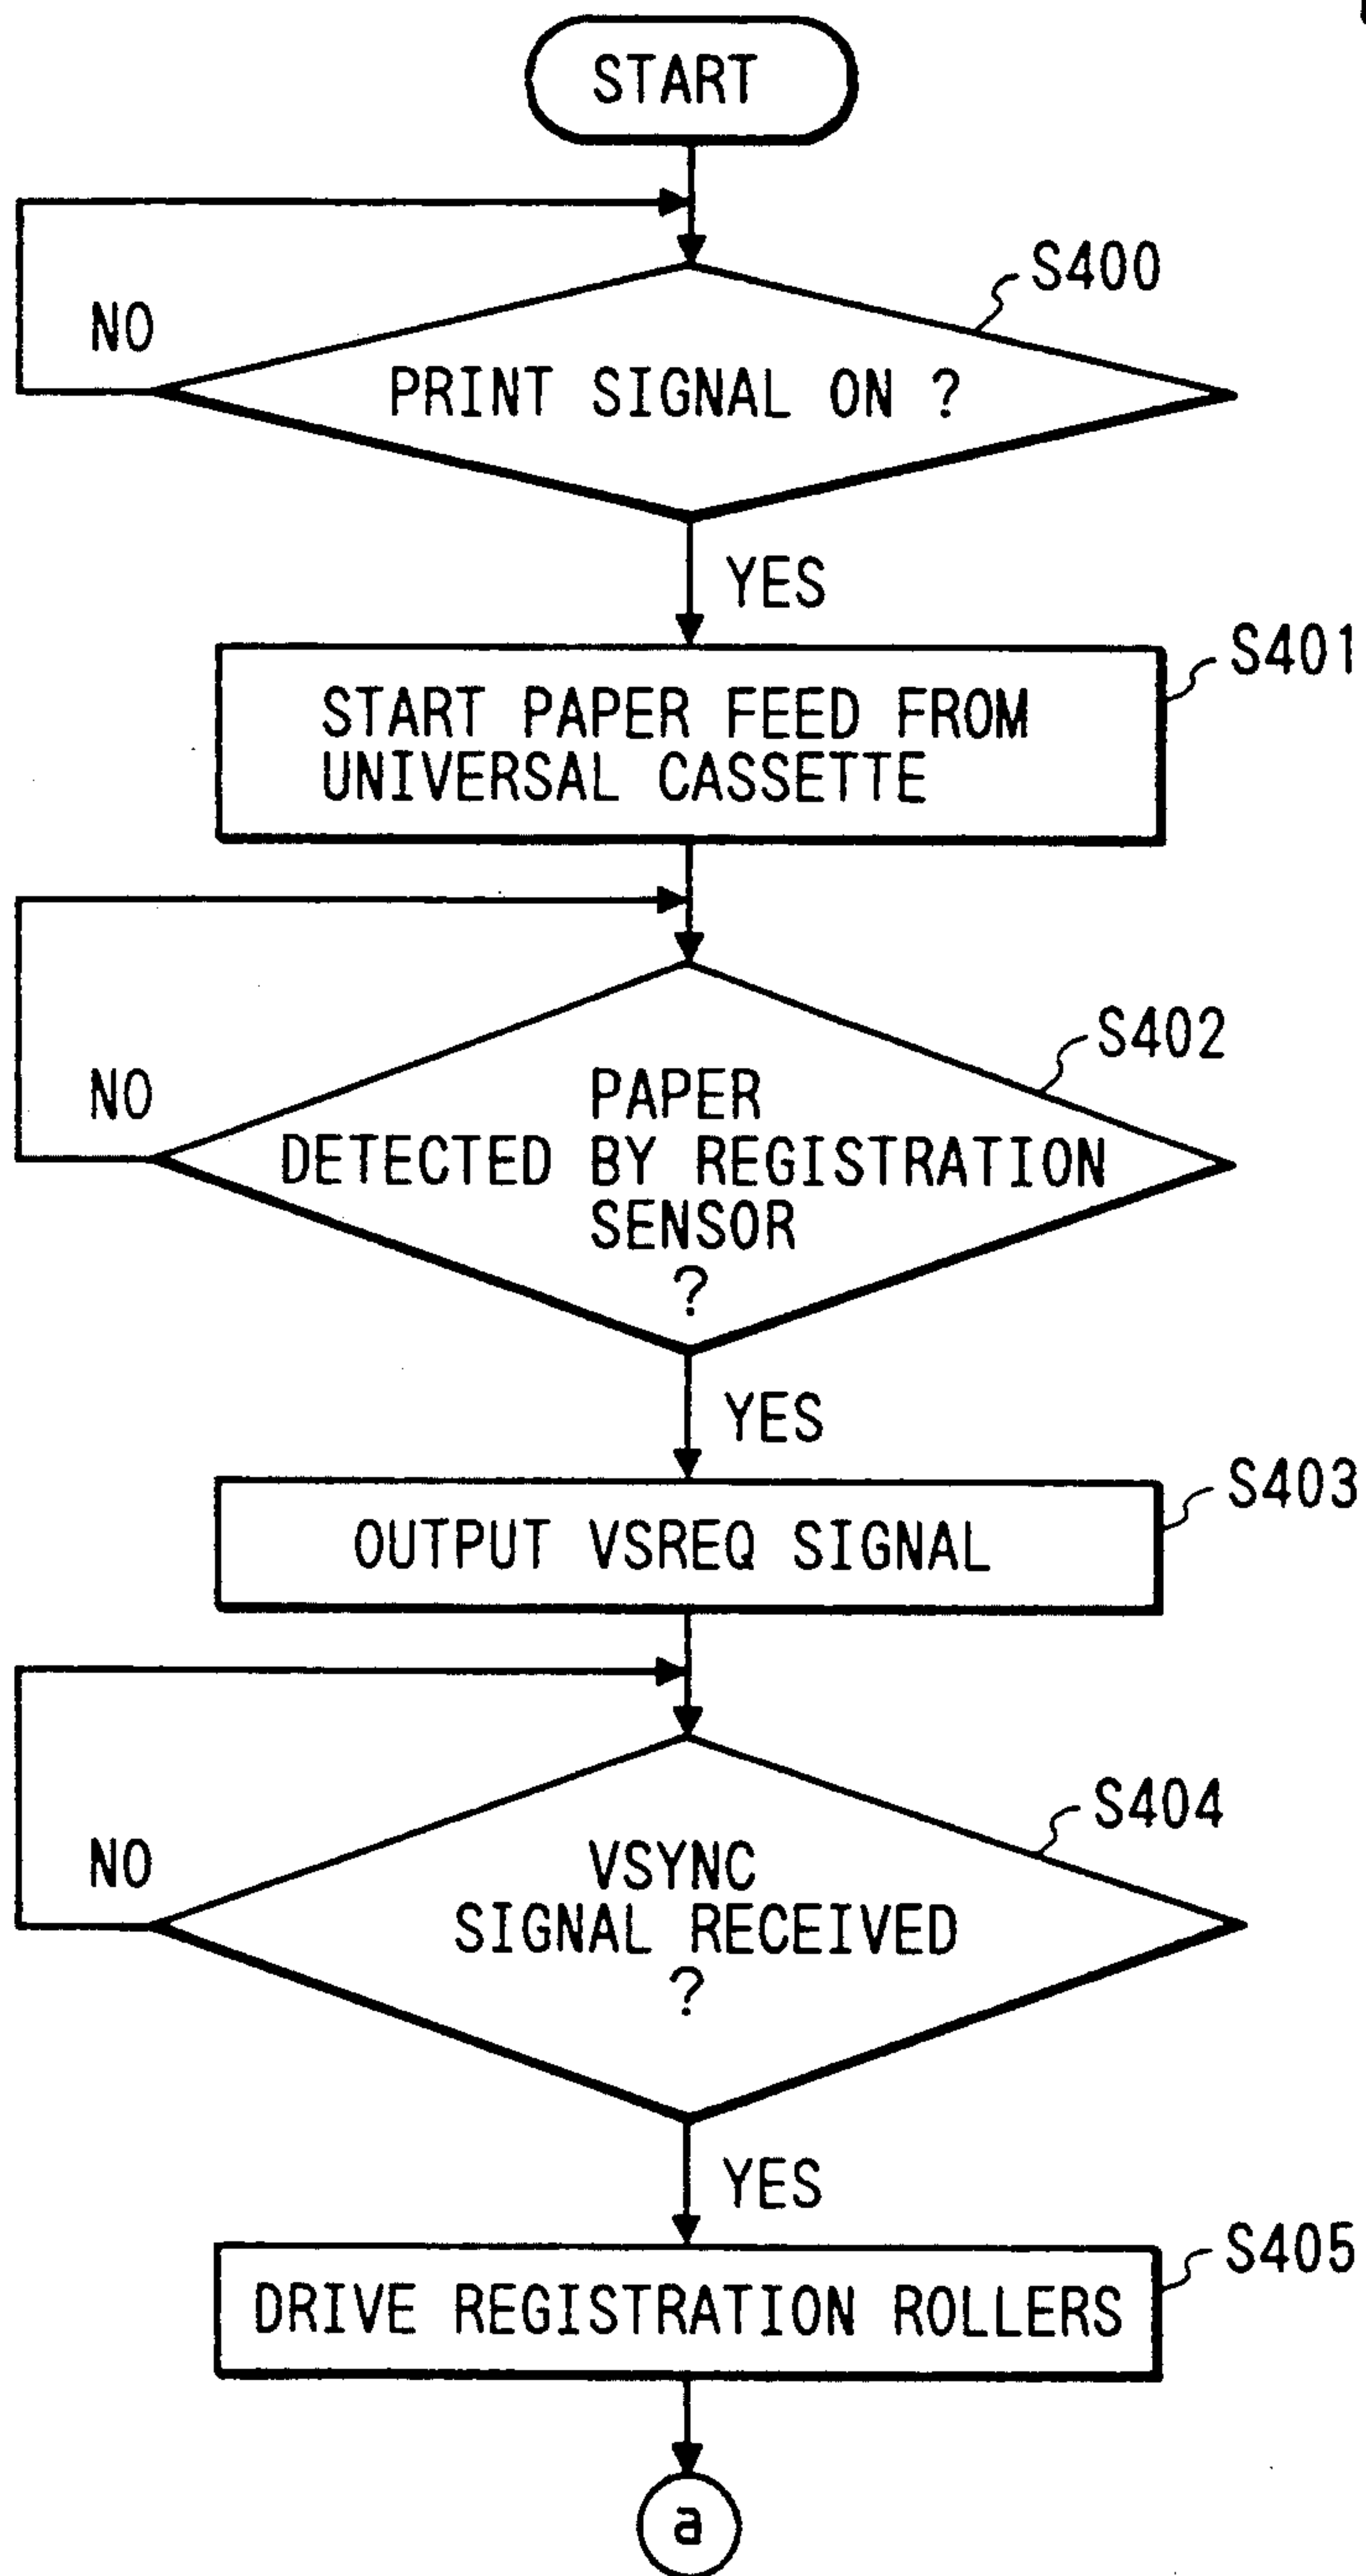 START
S400
NO
PRINT SIGNAL ON ?
YES
S401
START PAPER FEED FROM
UNIVERSAL CASSETTE
S402
NO
PAPER
DETECTED BY REGISTRATION
SENSOR
?
YES
S403
OUTPUT VSREQ SIGNAL
S404
NO
VSYNC
SIGNAL RECEIVED
?
YES
S405
DRIVE REGISTRATION ROLLERS
a